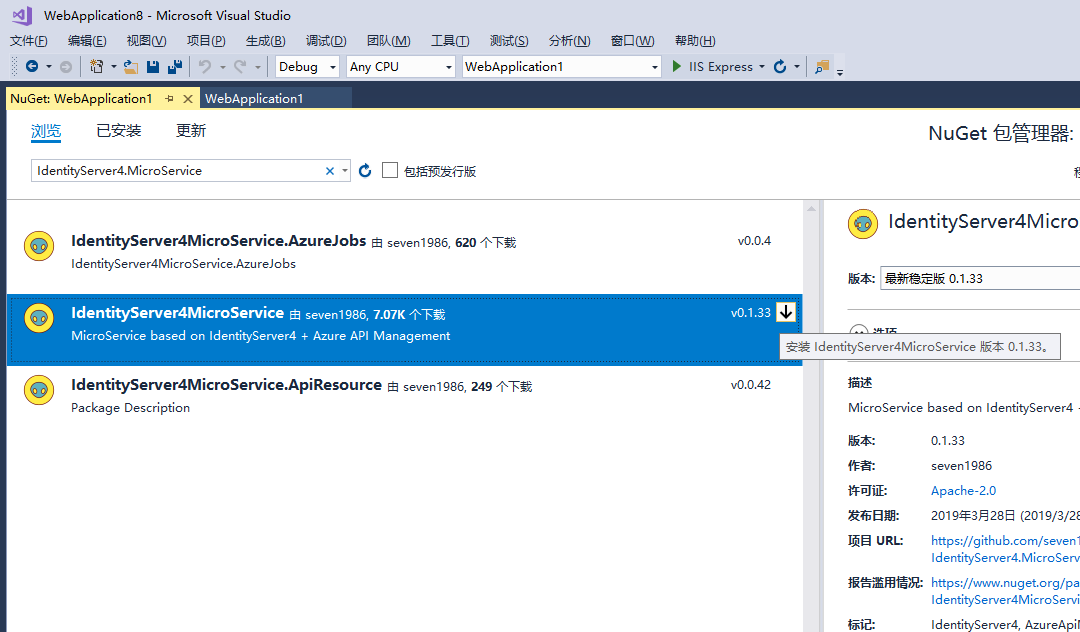 WebApplication8 - Microsoft Visual Studio
文件(F) 编辑(E) 视图(V) 项目(P) 生成(B) 调试(D) 团队(M) 工具(T) 测试(S) 分析(N) 窗口(W) 帮助(H)
Debug Any CPU WebApplication1 IIS Express
NuGet: WebApplication1 WebApplication1
浏览 已安装 更新
NuGet 包管理器:
IdentityServer4.MicroService 包括预发行版
IdentityServer4MicroService.AzureJobs 由 seven1986, 620 个下载 v0.0.4
IdentityServer4MicroService.AzureJobs
IdentityServer4MicroService 由 seven1986, 7.07K 个下载 v0.1.33
MicroService based on IdentityServer4 + Azure API Management
IdentityServer4MicroService.ApiResource 由 seven1986, 249 个下载 v0.0.42
Package Description
IdentityServer4Micro
版本: 最新稳定版 0.1.33
安装 IdentityServer4MicroService 版本 0.1.33。
描述
MicroService based on IdentityServer4
版本: 0.1.33
作者: seven1986
许可证: Apache-2.0
发布日期: 2019年3月28日 (2019/3/28
项目 URL: https://github.com/seven1
IdentityServer4.MicroServ
报告滥用情况: https://www.nuget.org/pa
IdentityServer4MicroServi
标记: IdentityServer4, AzureApi